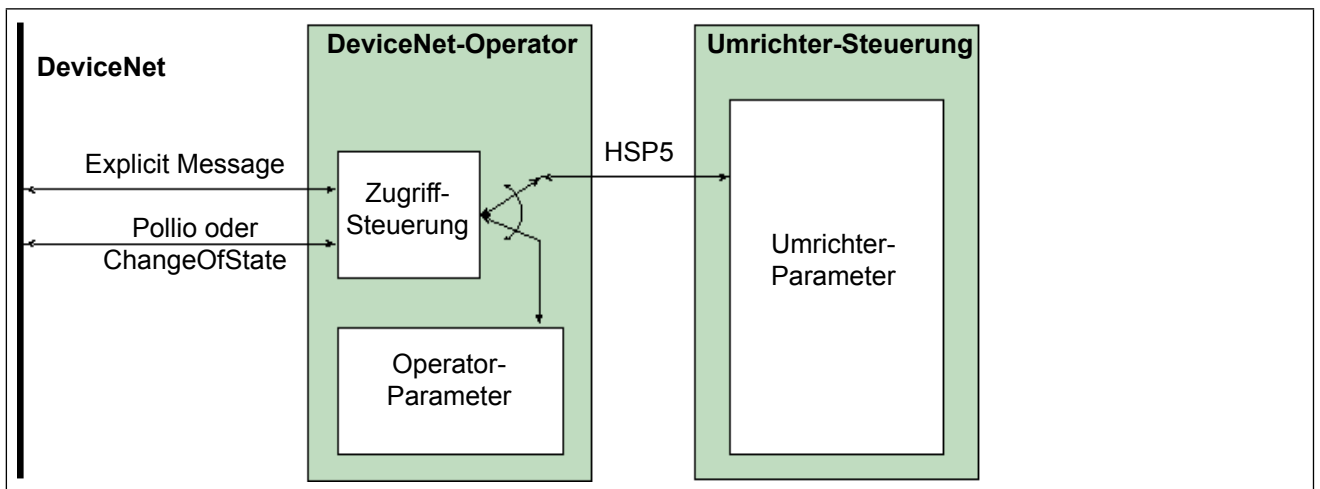 DeviceNet-Operator
Umrichter-Steuerung
DeviceNet
Explicit Message
Pollio oder
ChangeOfState
Zugriff-
Steuerung
HSP5
Umrichter-
Parameter
Operator-
Parameter